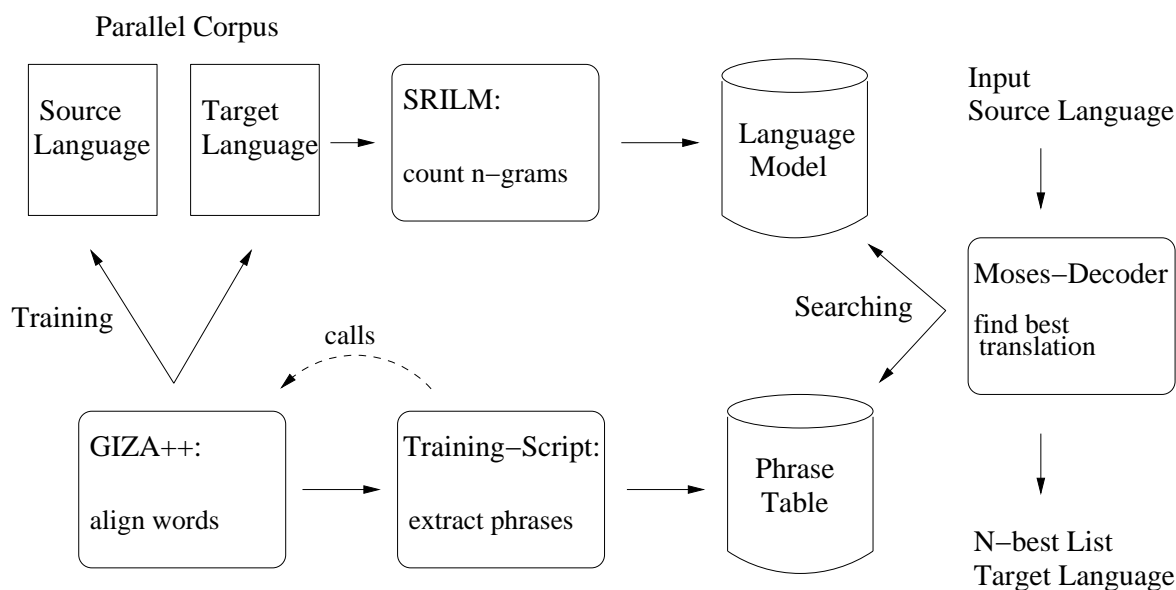 Parallel Corpus
Source
Language
Target
Language
SRILM:
count n−grams
Language
Model
Input
Source Language
Training
calls
Searching
Moses−Decoder
find best
translation
GIZA++:
align words
Training−Script:
extract phrases
Phrase
Table
N−best List
Target Language